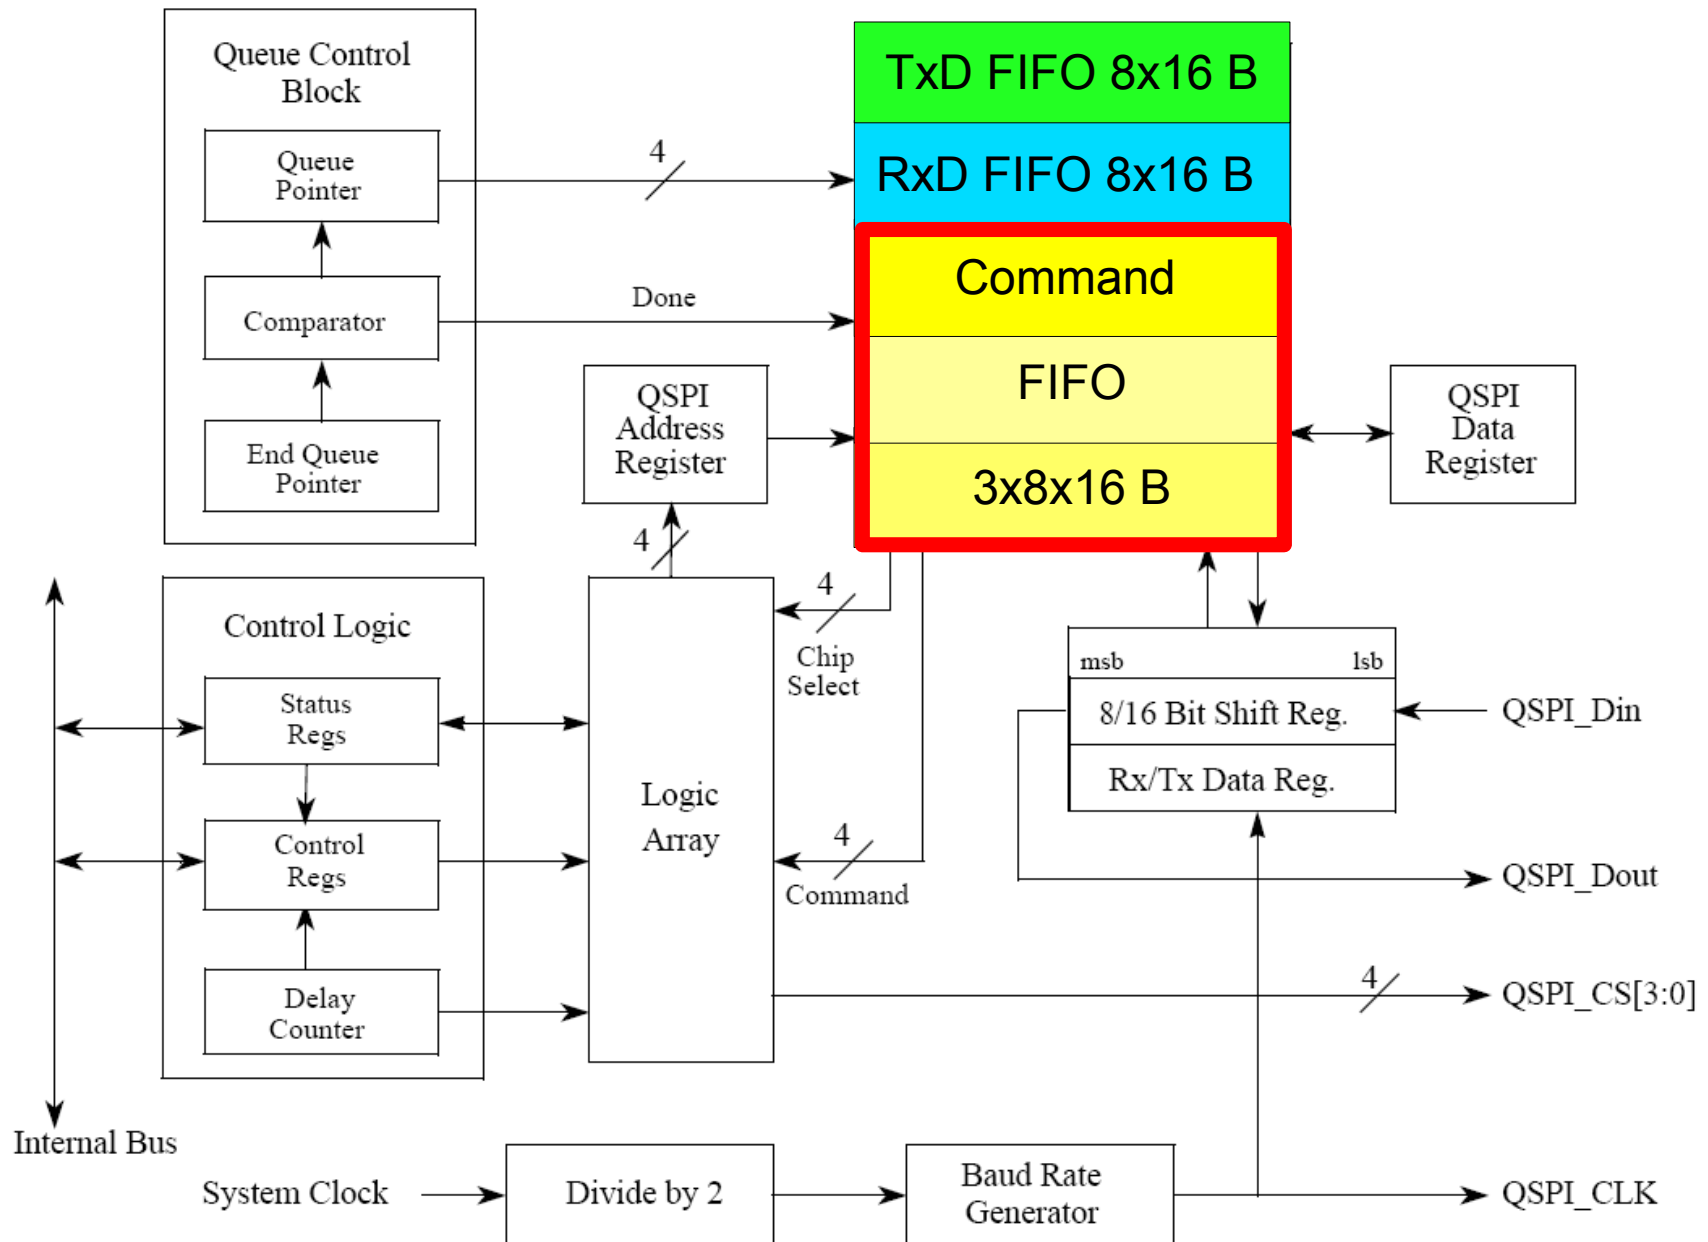 Queue Control
Block
Queue
Pointer
Comparator
End Queue
Pointer
4
Done
TxD FIFO 8x16 B
RxD FIFO 8x16 B
Command
FIFO
3x8x16 B
QSPI
Address
Register
QSPI
Data
Register
4
Control Logic
Status
Regs
Control
Regs
Delay
Counter
Logic
Array
4
Chip
Select
4
Command
msb
lsb
8/16 Bit Shift Reg.
Rx/Tx Data Reg.
QSPI_Din
QSPI_Dout
4
QSPI_CS[3:0]
Internal Bus
System Clock
Divide by 2
Baud Rate
Generator
QSPI_CLK